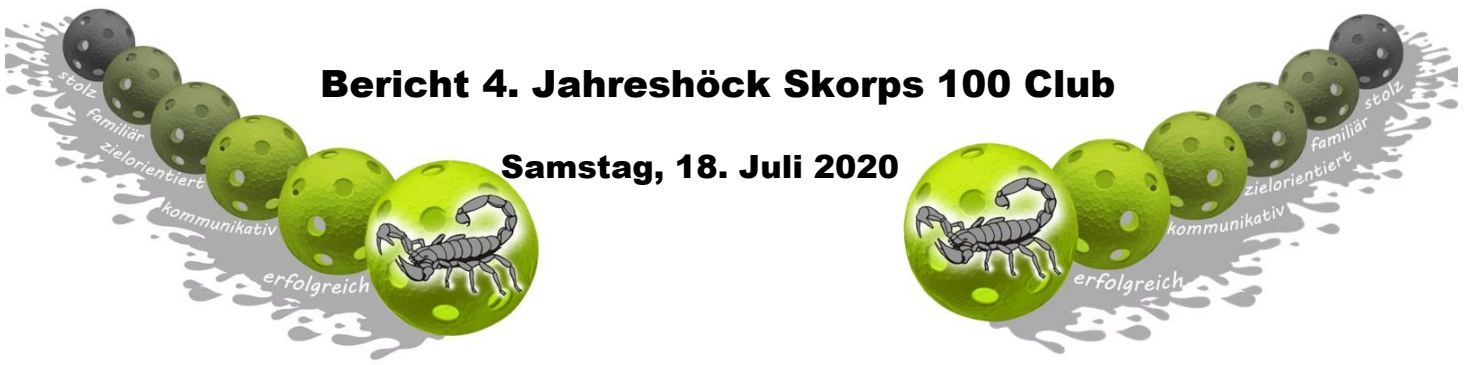 Bericht 4. Jahreshöck Skorps 100 Club
Samstag, 18. Juli 2020
stolz
familiär
zielorientiert
kommunikativ
erfolgreich
stolz
familiär
zielorientiert
kommunikativ
erfolgreich